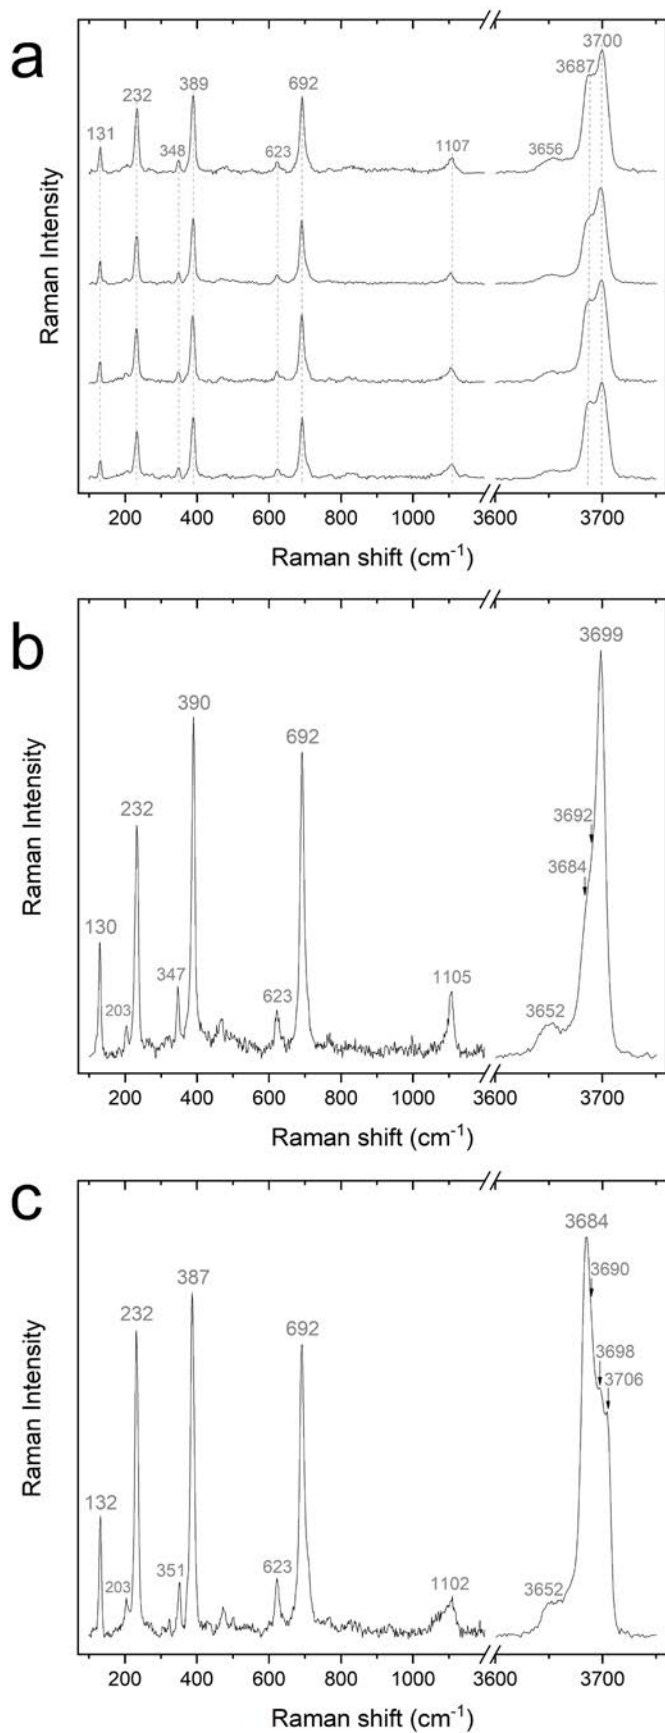 a
3700
3687
389
692
232
131
348
623
1107
3656
Raman Intensity
200 400 600 800 1000 3600 3700
Raman shift (cm-1)
b
3699
390
692
232
3692
3684
130
347
203
623
1105
3652
Raman Intensity
200 400 600 800 1000 3600 3700
Raman shift (cm-1)
c
3684
387
3690
232
692
3698
3706
132
351
203
623
1102
3652
Raman Intensity
200 400 600 800 1000 3600 3700
Raman shift (cm-1)